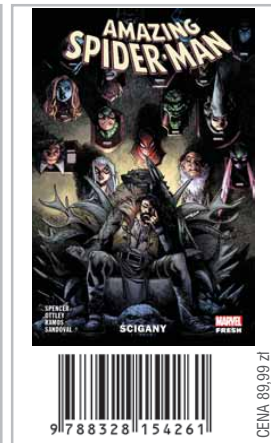 AMAZING
SPIDER-MAN
SPENCER
OTTLEY
RAMOS
SANDOVAL
ŚCIGANY
MARVEL
FRESH
CENA 89,99 zł
9 788328 154261